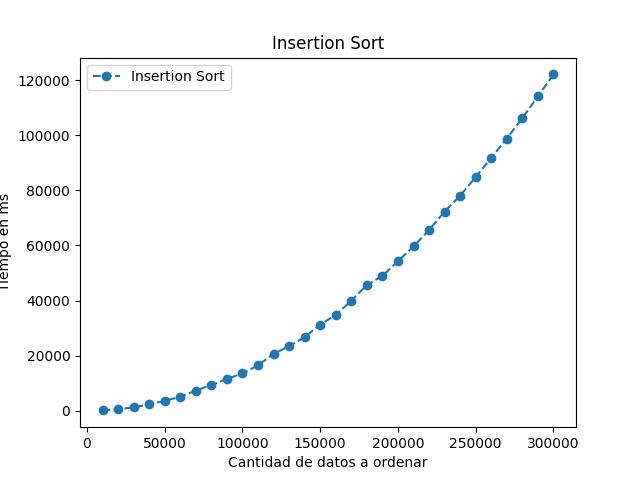 Insertion Sort
Insertion Sort
120000
100000
80000
60000
40000
20000
0
Tiempo en ms
0 50000 100000 150000 200000 250000 300000
Cantidad de datos a ordenar